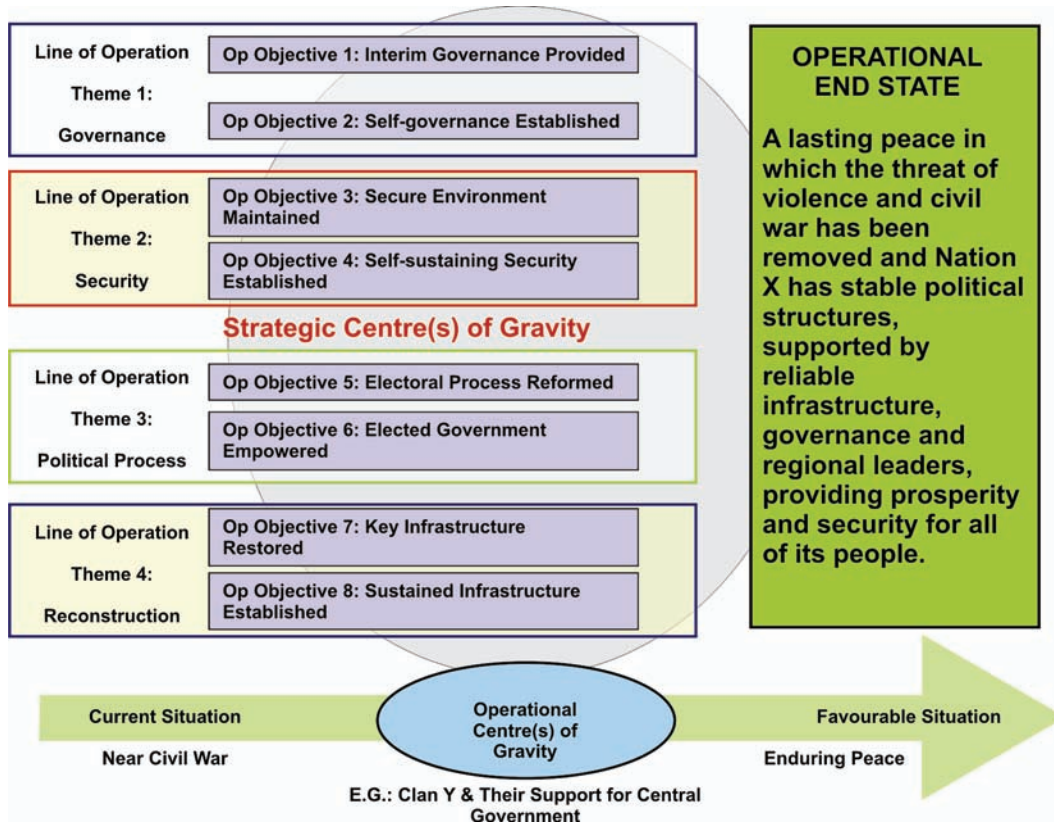 Line of Operation
Theme 1:
Governance
Op Objective 1: Interim Governance Provided
Op Objective 2: Self-governance Established
Line of Operation
Theme 2:
Security
Op Objective 3: Secure Environment
Maintained
Op Objective 4: Self-sustaining Security
Established
Strategic Centre(s) of Gravity
Line of Operation
Theme 3:
Political Process
Op Objective 5: Electoral Process Reformed
Op Objective 6: Elected Government
Empowered
Line of Operation
Theme 4:
Reconstruction
Op Objective 7: Key Infrastructure
Restored
Op Objective 8: Sustained Infrastructure
Established
OPERATIONAL
END STATE
A lasting peace in
which the threat of
violence and civil
war has been
removed and Nation
X has stable political
structures,
supported by
reliable
infrastructure,
governance and
regional leaders,
providing prosperity
and security for all
of its people.
Current Situation
Near Civil War
Operational
Centre(s) of
Gravity
Favourable Situation
Enduring Peace
E.G.: Clan Y & Their Support for Central
Government